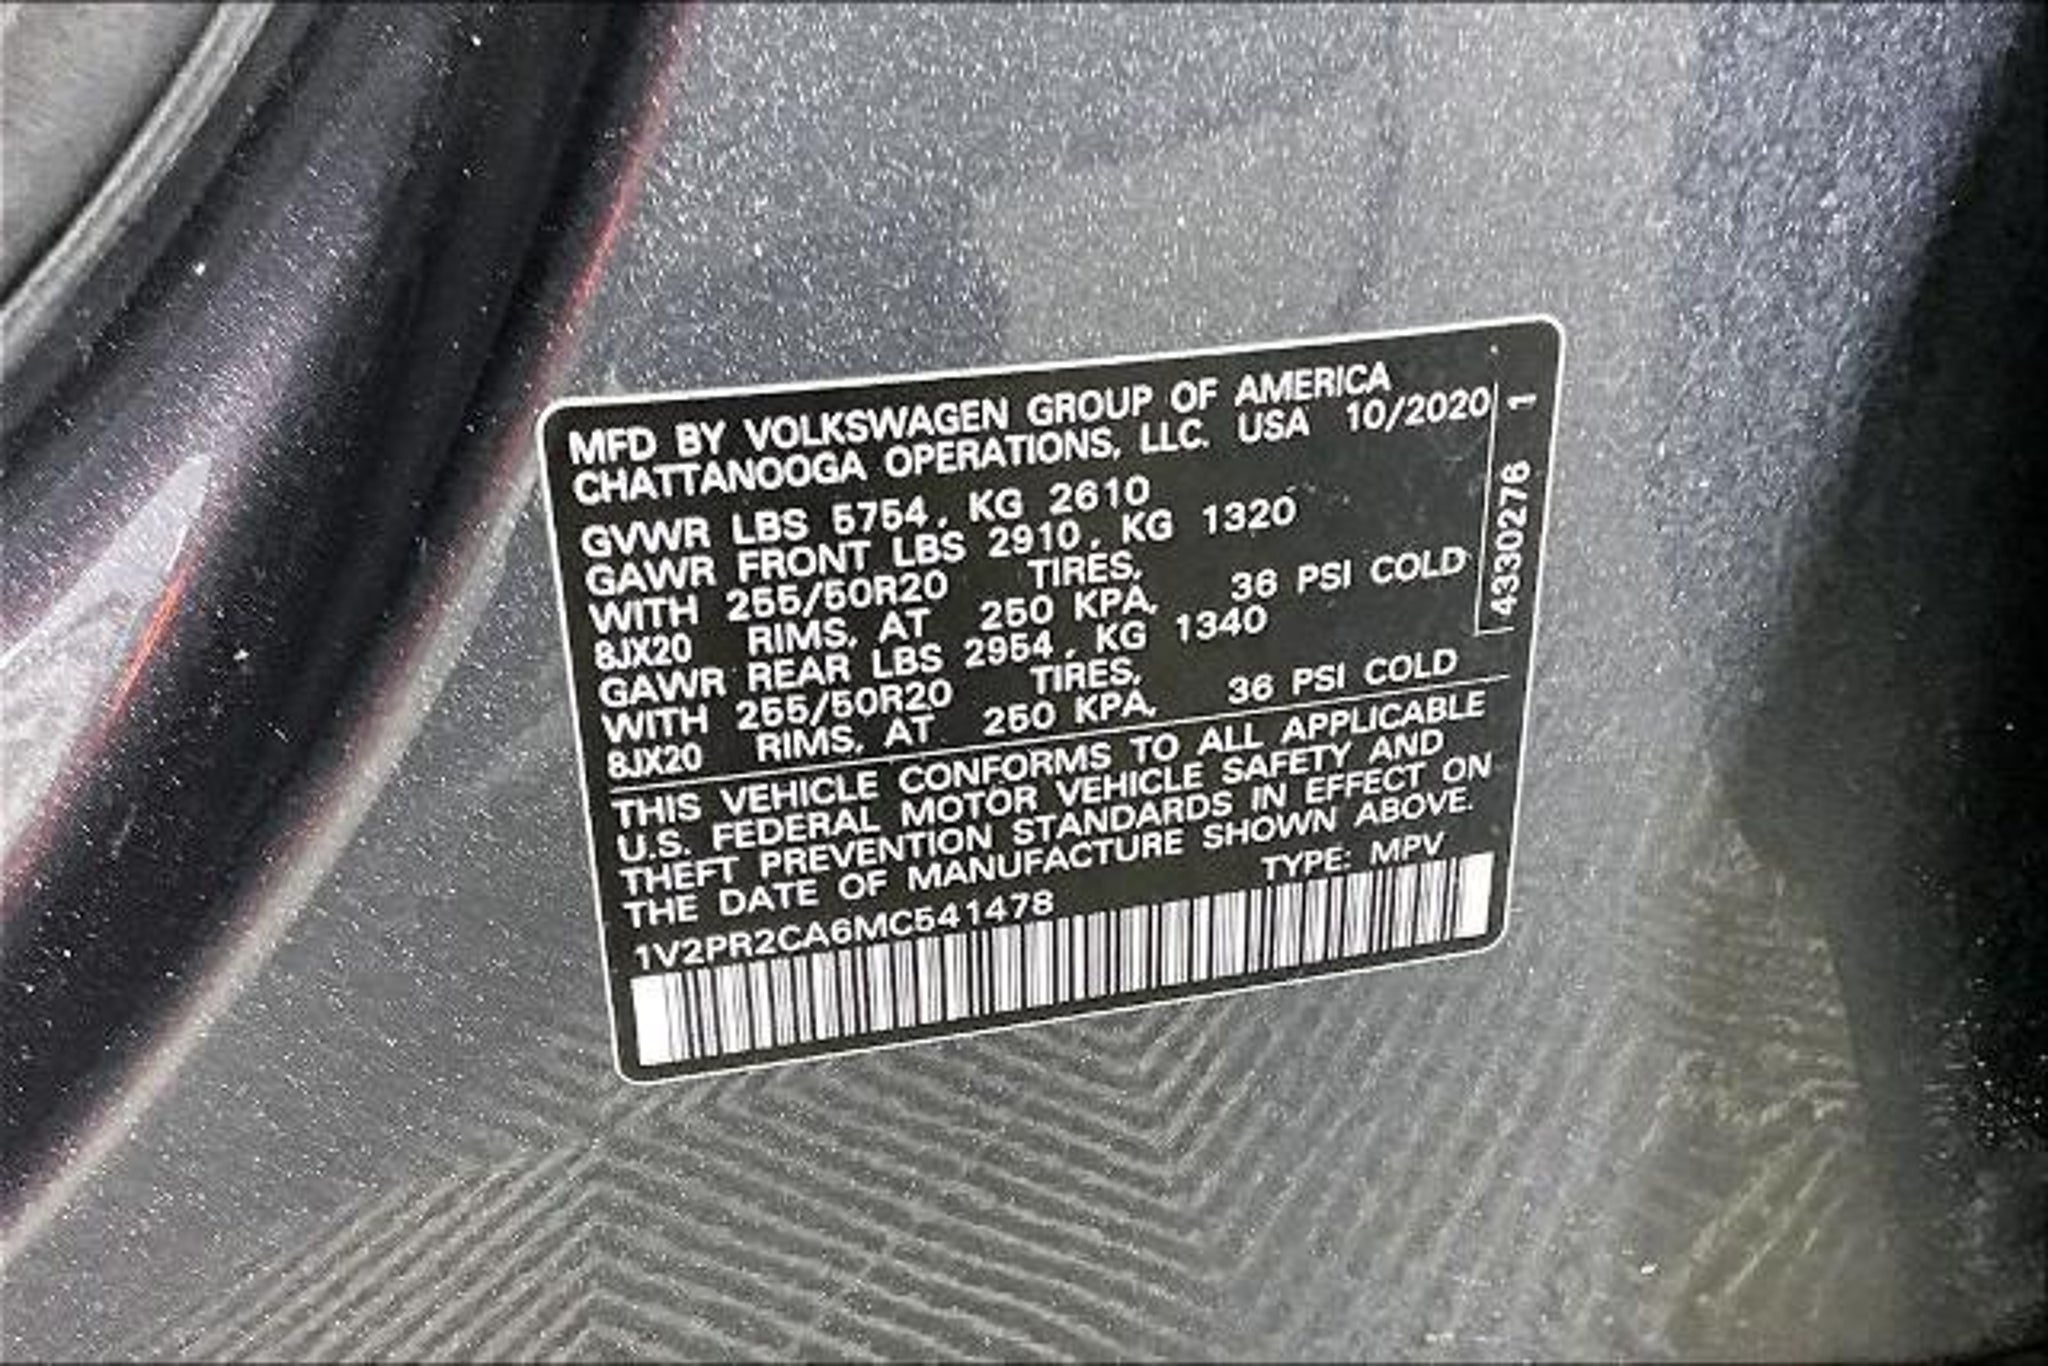 MFD BY VOLKSWAGEN GROUP OF AMERICA
CHATTANOOGA OPERATIONS, LLC. USA 10/2020
GVWR LBS 5754, KG 2610
GAWR FRONT LBS 2910, KG 1320
WITH 255/50R20 TIRES,
8JX20 RIMS, AT 250 KPA, 36 PSI COLD
GAWR REAR LBS 2954, KG 1340
WITH 255/50R20 TIRES,
8JX20 RIMS, AT 250 KPA, 36 PSI COLD
THIS VEHICLE CONFORMS TO ALL APPLICABLE
U.S. FEDERAL MOTOR VEHICLE SAFETY AND
THEFT PREVENTION STANDARDS IN EFFECT ON
THE DATE OF MANUFACTURE SHOWN ABOVE.
1V2PR2CA6MC541478 TYPE: MPV
43302276 1